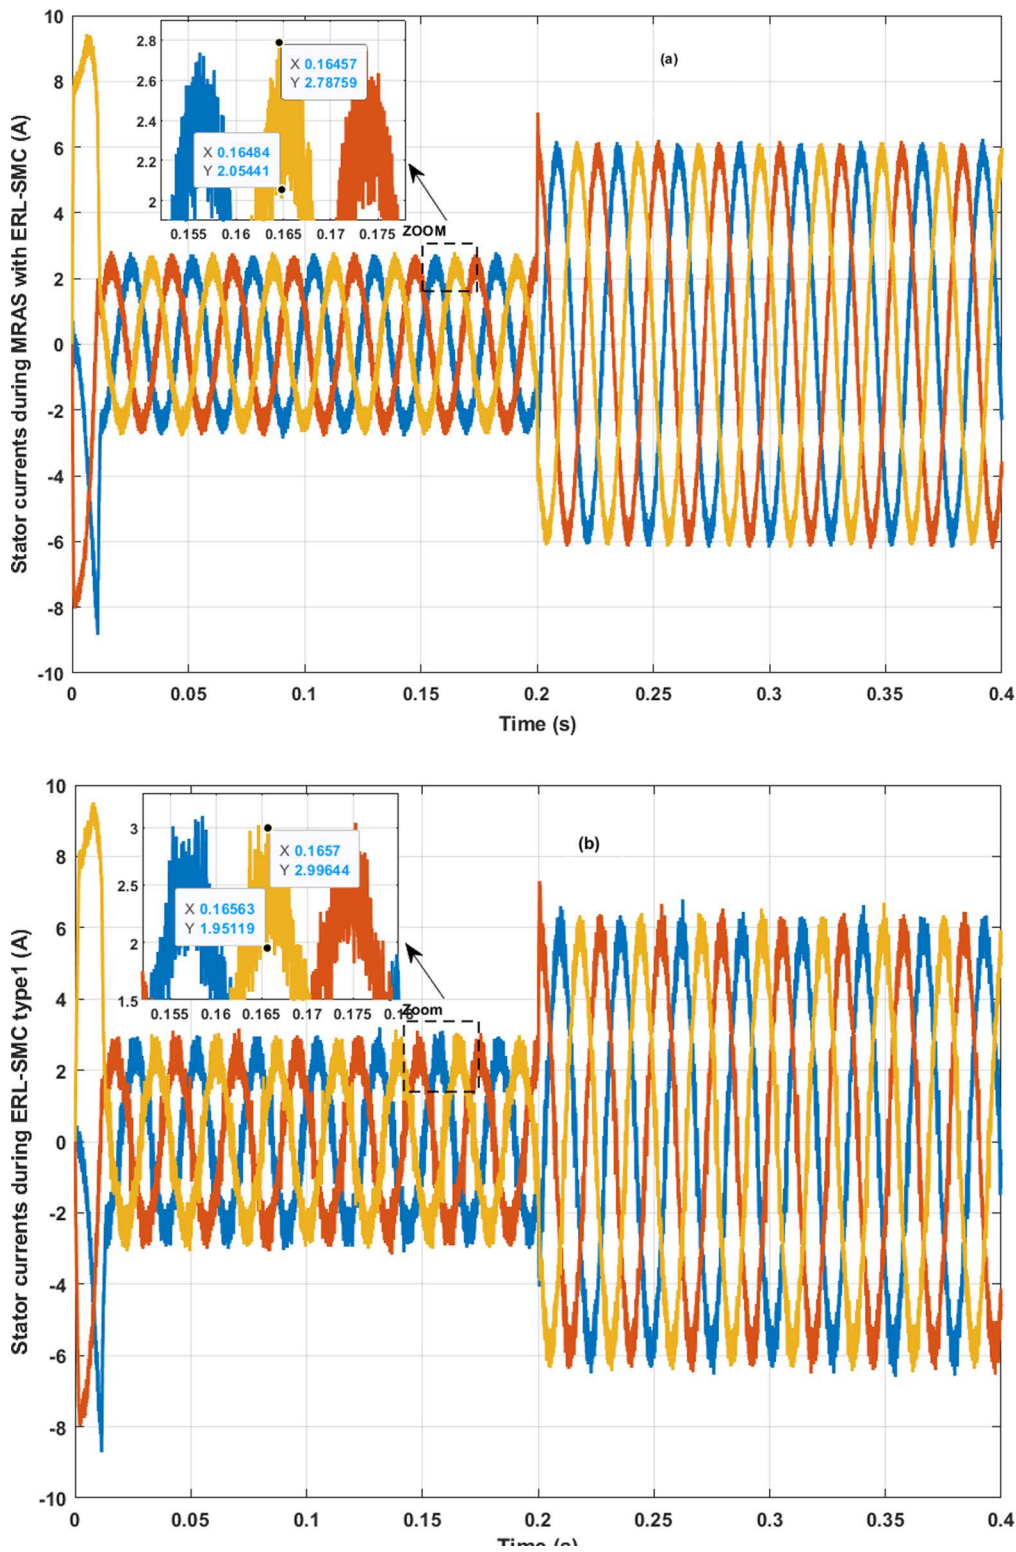 Stator currents during MRAS with ERL-SMC (A)
10
8
6
4
2
0
-2
-4
-6
-8
-10
2.8
2.6
2.4
2.2
2
X 0.16457
Y 2.78759
X 0.16484
Y 2.05441
0.155 0.16 0.165 0.17 0.175
ZOOM
(a)
0 0.05 0.1 0.15 0.2 0.25 0.3 0.35 0.4
Time (s)
Stator currents during ERL-SMC type1 (A)
10
8
6
4
2
0
-2
-4
-6
-8
-10
3
2.5
2
1.5
X 0.1657
Y 2.99644
X 0.16563
Y 1.95119
0.155 0.16 0.165 0.17 0.175
Zoom
(b)
0 0.05 0.1 0.15 0.2 0.25 0.3 0.35 0.4
Time (s)